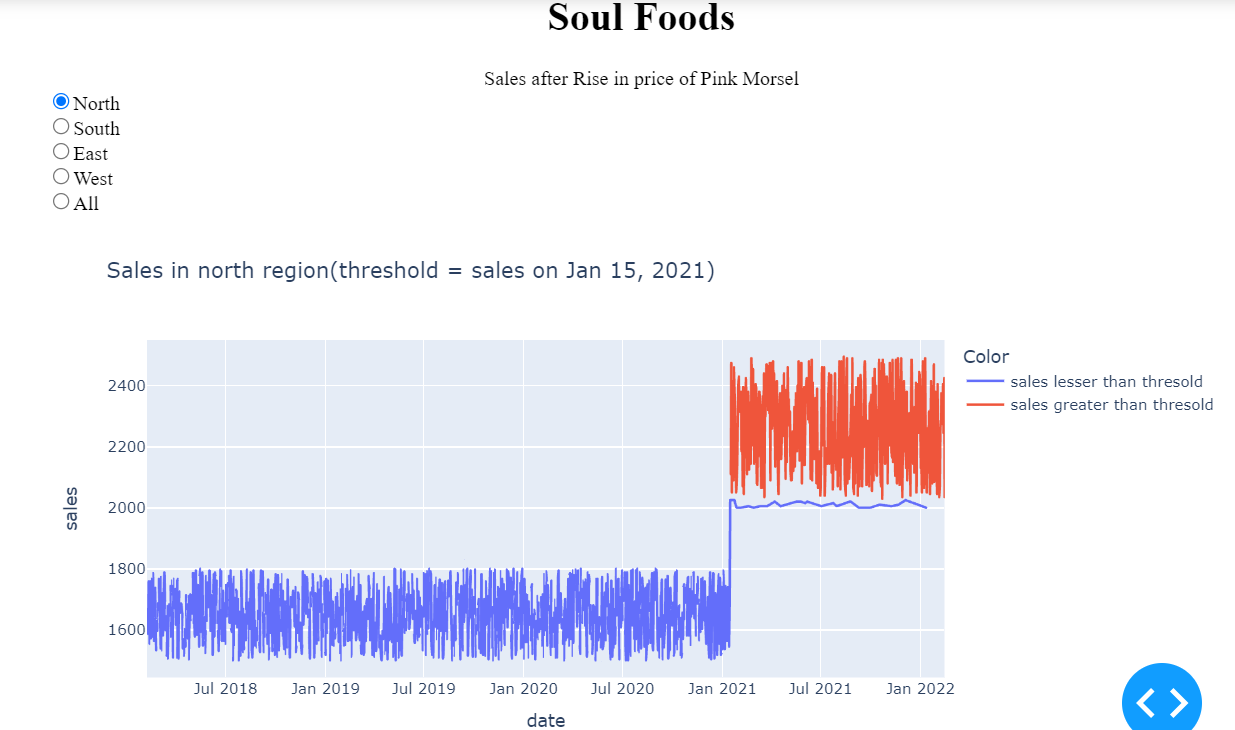 Soul Foods
Sales after Rise in price of Pink Morsel
North
South
East
West
All
Sales in north region(threshold = sales on Jan 15, 2021)
Color
sales lesser than thresold
sales greater than thresold
sales
2400
2200
2000
1800
1600
Jul 2018
Jan 2019
Jul 2019
Jan 2020
Jul 2020
Jan 2021
Jul 2021
Jan 2022
date